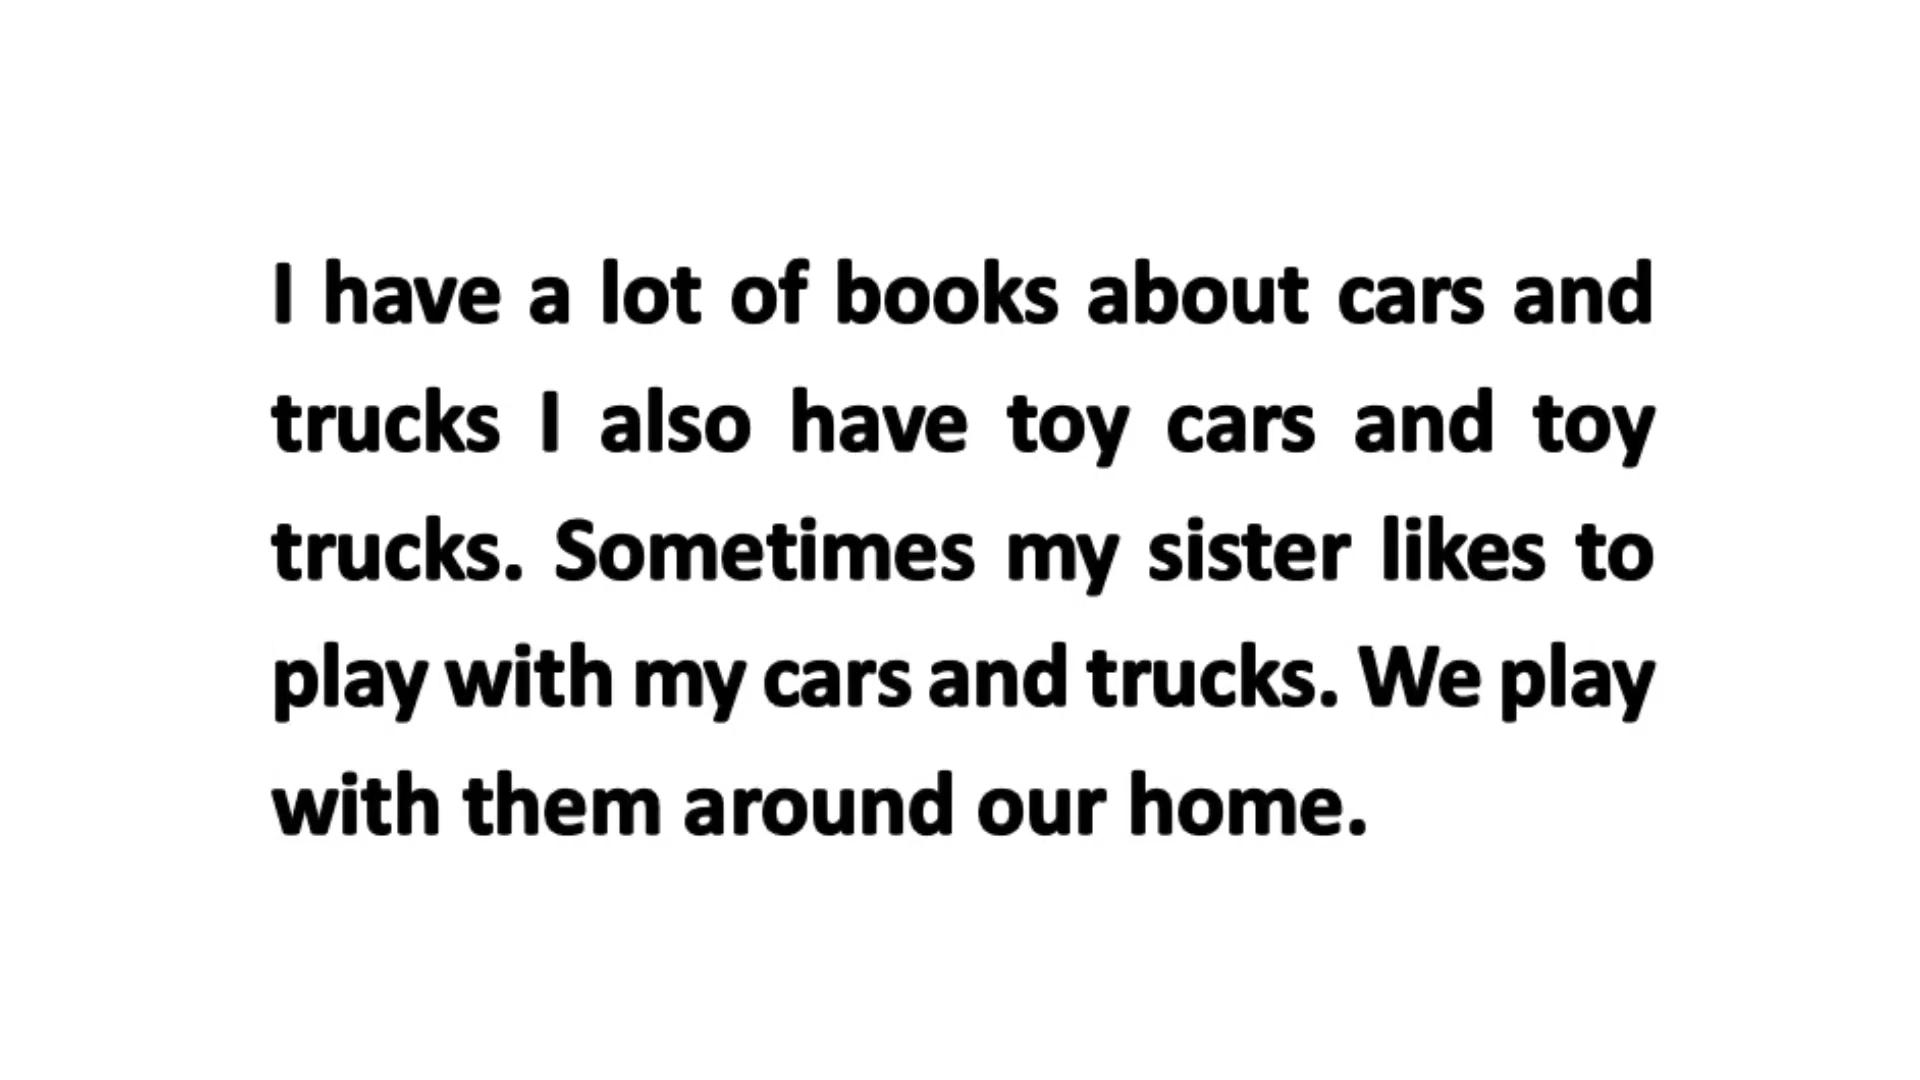 I have a lot of books about cars and
trucks I also have toy cars and toy
trucks. Sometimes my sister likes to
play with my cars and trucks. We play
with them around our home.